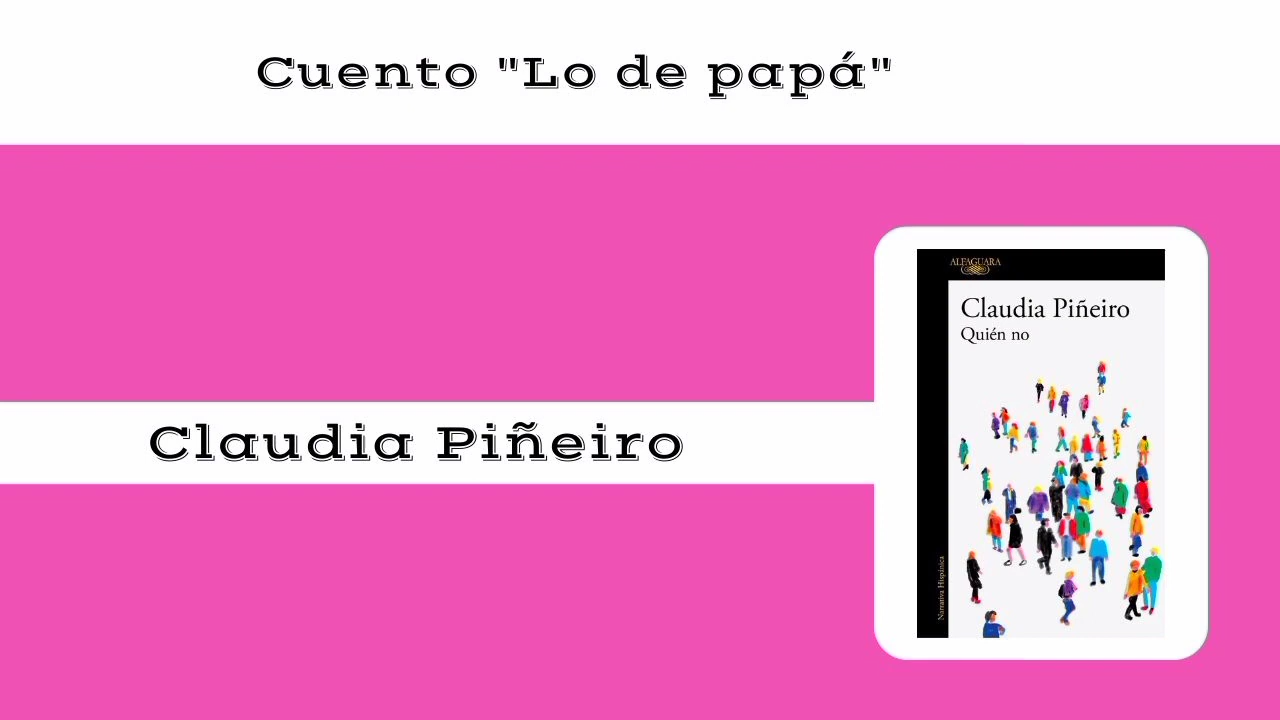 Cuento "Lo de papá"
ALFAGUARA
Claudia Piñeiro
Quién no
Claudia Piñeiro
Narrativa Hispánica